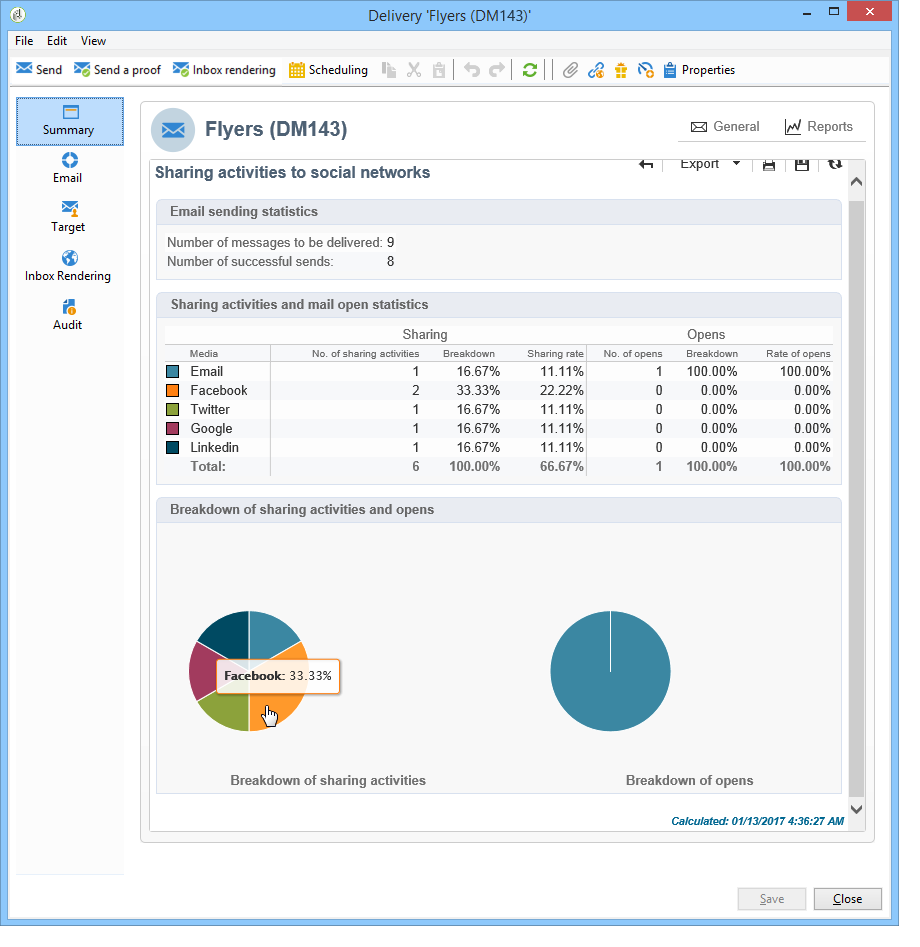 Delivery 'Flyers (DM143)'
File Edit View
Send Send a proof Inbox rendering Scheduling Properties
Summary
Email
Target
Inbox Rendering
Audit
Flyers (DM143) General Reports
Export
Sharing activities to social networks
Email sending statistics
Number of messages to be delivered: 9
Number of successful sends: 8
Sharing activities and mail open statistics
Sharing Opens
Media No. of sharing activities Breakdown Sharing rate No. of opens Breakdown Rate of opens
Email 1 16.67% 11.11% 1 100.00% 100.00%
Facebook 2 33.33% 22.22% 0 0.00% 0.00%
Twitter 1 16.67% 11.11% 0 0.00% 0.00%
Google 1 16.67% 11.11% 0 0.00% 0.00%
Linkedin 1 16.67% 11.11% 0 0.00% 0.00%
Total: 6 100.00% 66.67% 1 100.00% 100.00%
Breakdown of sharing activities and opens
Facebook: 33.33%
Breakdown of sharing activities Breakdown of opens
Calculated: 01/13/2017 4:36:27 AM
Save Close